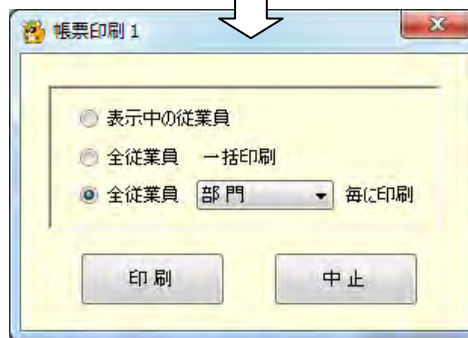 帳票印刷 1
表示中の従業員
全従業員 一括印刷
全従業員 部門 毎に印刷
印刷 中止